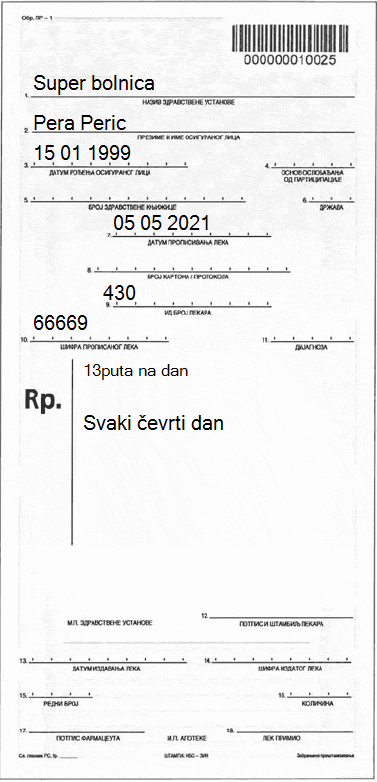 Обр. ЛР – 1
000000010025
Super bolnica
1.
НАЗИВ ЗДРАВСТВЕНЕ УСТАНОВЕ
Pera Peric
2.
ПРЕЗИМЕ И ИМЕ ОСИГУРАНОГ ЛИЦА
15 01 1999
3. 4.
ДАТУМ РОЂЕЊА ОСИГУРАНОГ ЛИЦА ОСНОВ ОСЛОБАЂАЊА
ОД ПАРТИЦИПАЦИЈЕ
5. 6.
БРОЈ ЗДРАВСТВЕНЕ КЊИЖИЦЕ ДРЖАВА
05 05 2021
7.
ДАТУМ ПРОПИСИВАЊА ЛЕКА
8.
БРОЈ КАРТОНА / ПРОТОКОЛА
430
9.
ИД БРОЈ ЛЕКАРА
66669
10. 11.
ШИФРА ПРОПИСАНОГ ЛЕКА ДИЈАГНОЗА
13puta na dan
Rp.
Svaki čevrti dan
12.
М.П. ЗДРАВСТВЕНЕ УСТАНОВЕ ПОТПИС И ШТАМБИЉ ЛЕКАРА
13. 14.
ДАТУМ ИЗДАВАЊА ЛЕКА ШИФРА ИЗДАТОГ ЛЕКА
15. 16.
РЕДНИ БРОЈ КОЛИЧИНА
17. 18.
ПОТПИС ФАРМАЦЕУТА М.П. АПОТЕКЕ ЛЕК ПРИМИО
Сл. гласник РС, бр. ШТАМПА: